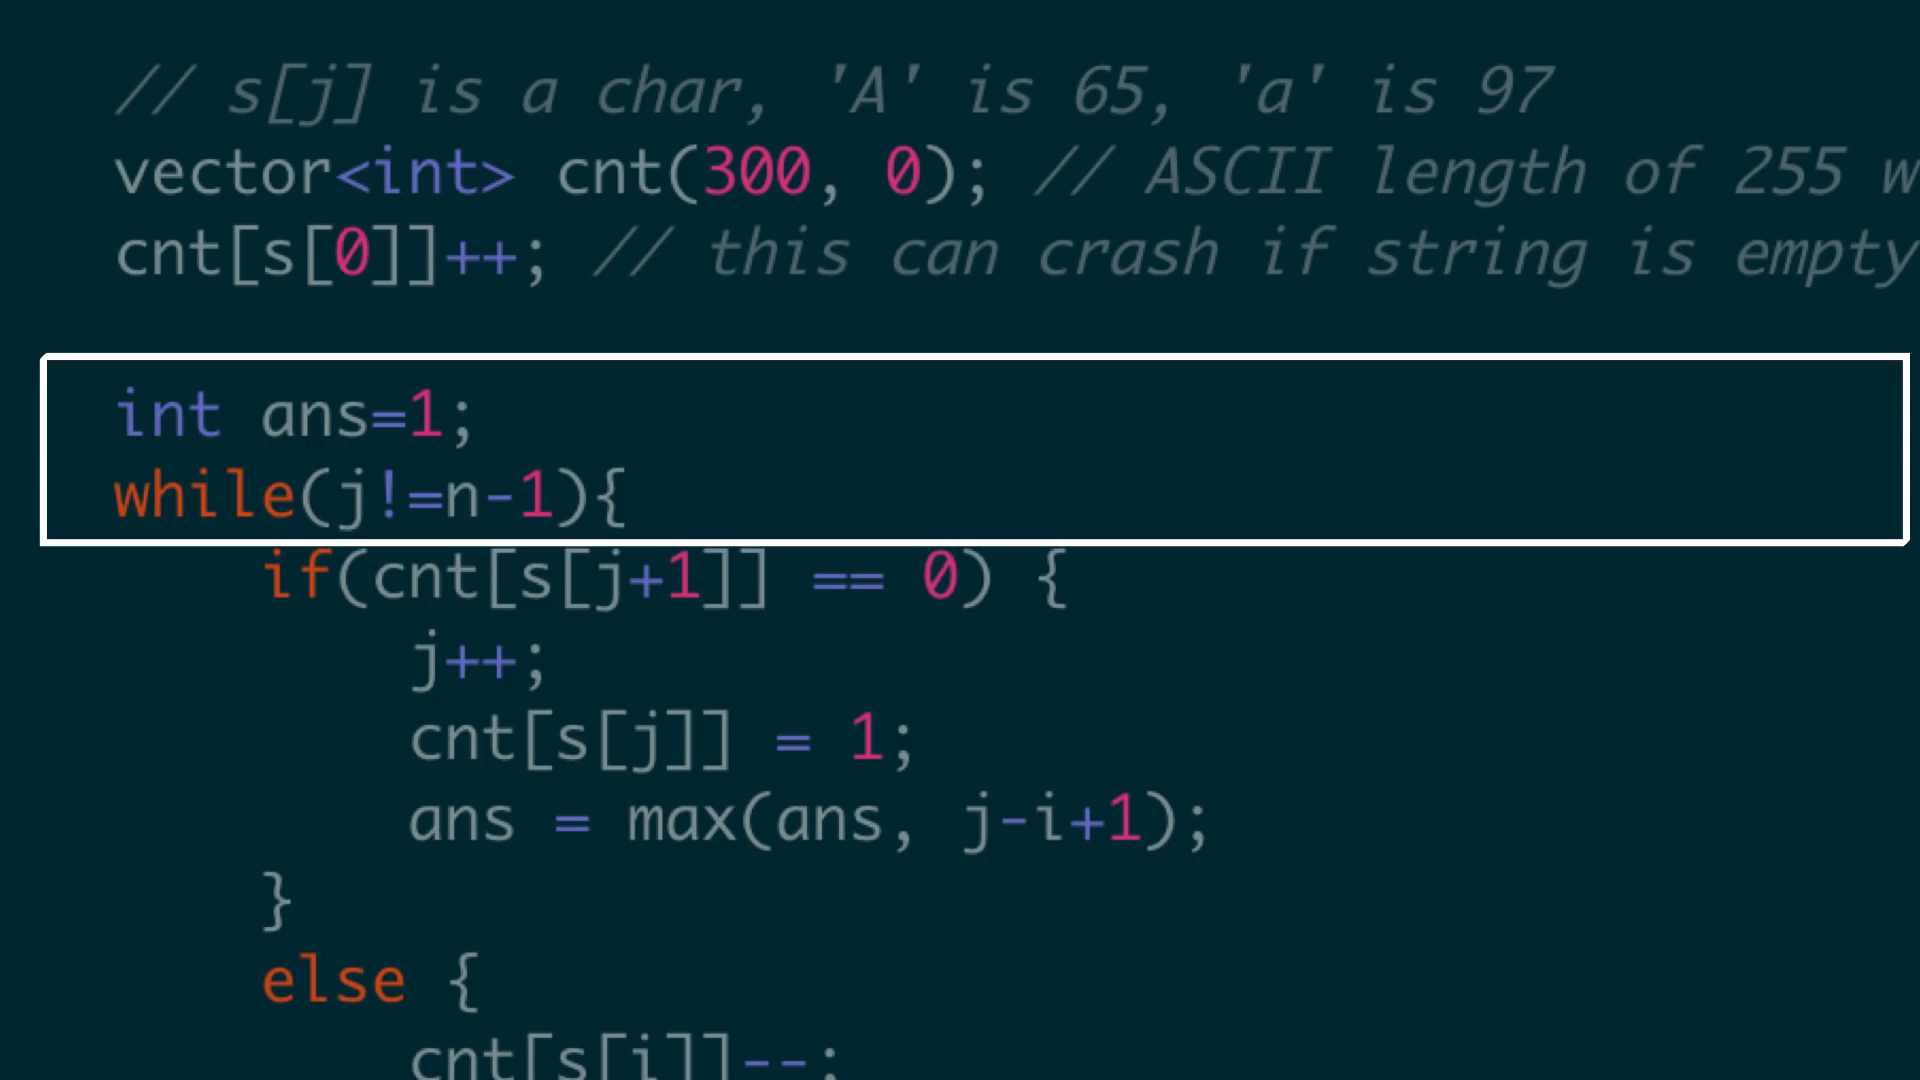 // s[j] is a char, 'A' is 65, 'a' is 97
vector<int> cnt(300, 0); // ASCII length of 255 w
cnt[s[0]]++; // this can crash if string is empty
int ans=1;
while(j!=n-1){
if(cnt[s[j+1]] == 0) {
j++;
cnt[s[j]] = 1;
ans = max(ans, j-i+1);
}
else {
cnt[s[i]]--;